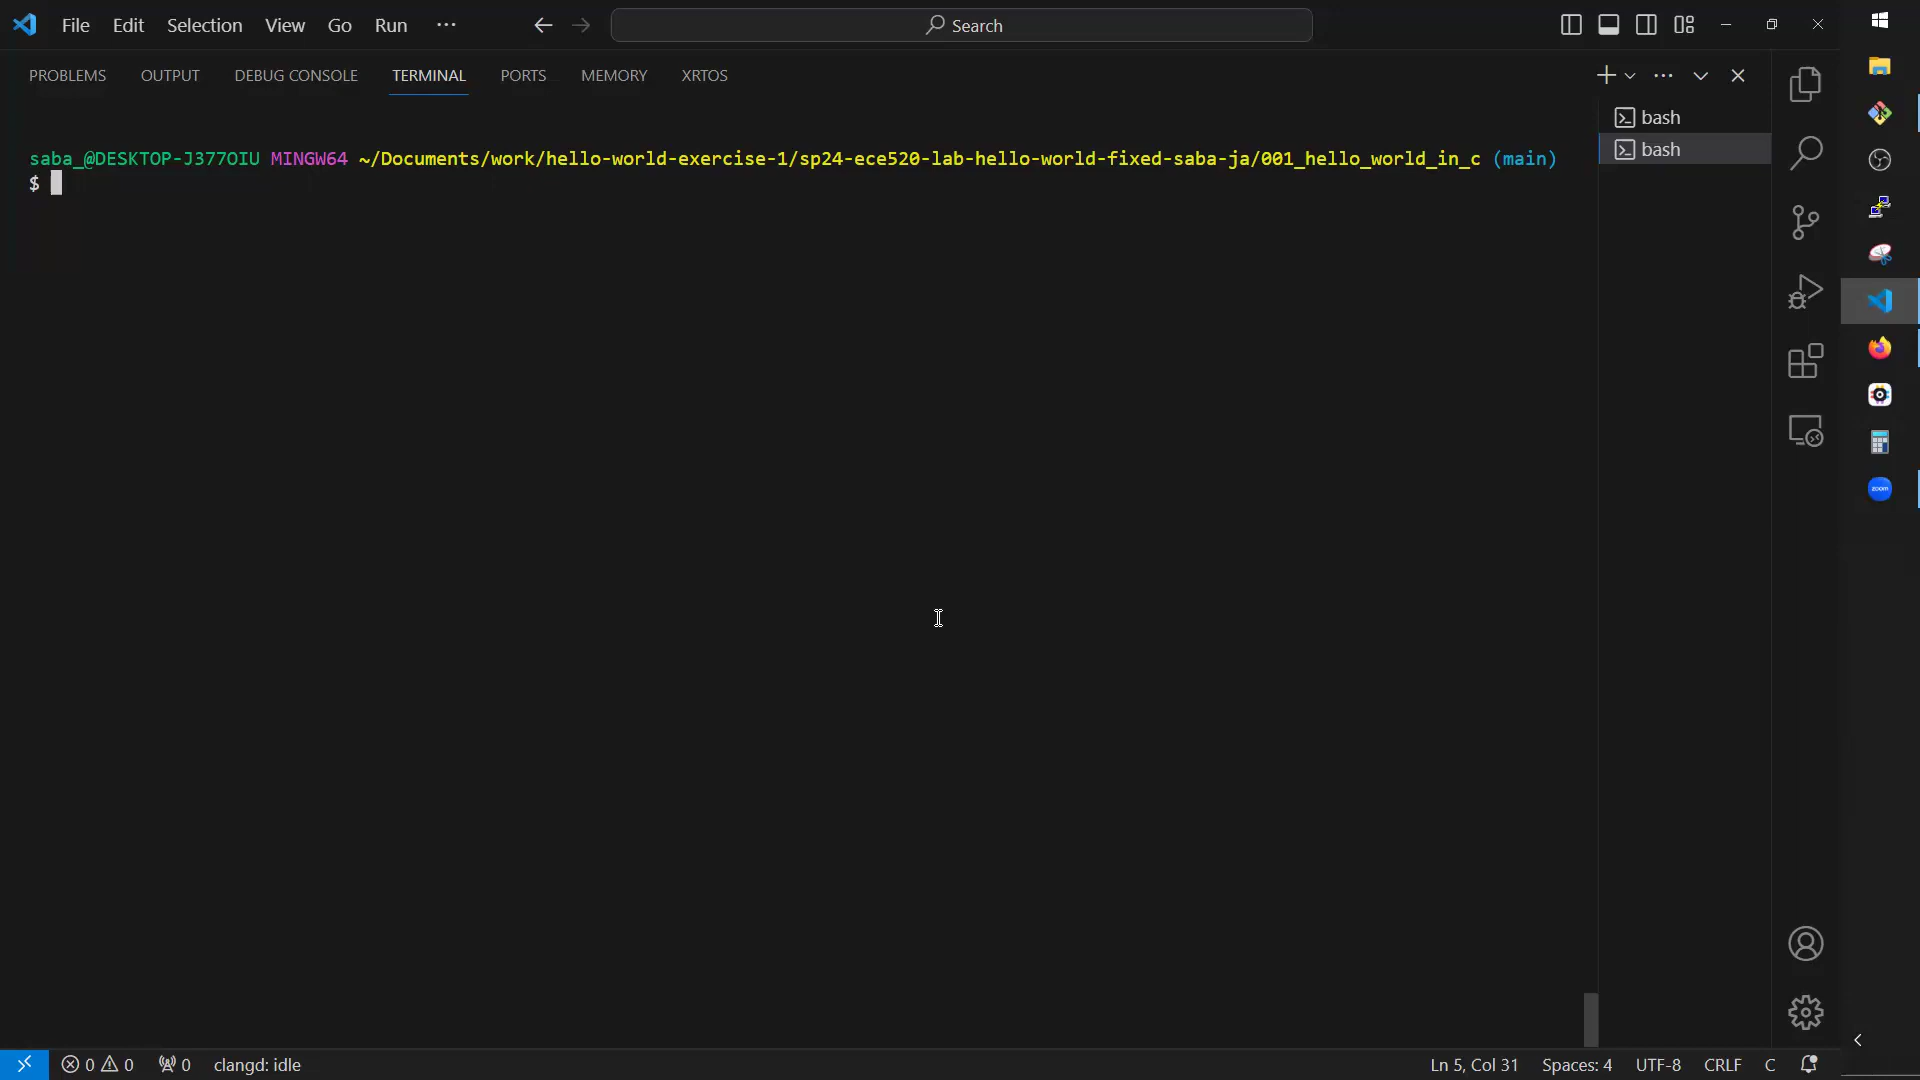 File Edit Selection View Go Run ··· Search
PROBLEMS OUTPUT DEBUG CONSOLE TERMINAL PORTS MEMORY XRTOS
bash
saba_@DESKTOP-J377OIU MINGW64 ~/Documents/work/hello-world-exercise-1/sp24-ece520-lab-hello-world-fixed-saba-ja/001_hello_world_in_c (main)
bash
$
zoom
0 0 0 clangd: idle Ln 5, Col 31 Spaces: 4 UTF-8 CRLF C